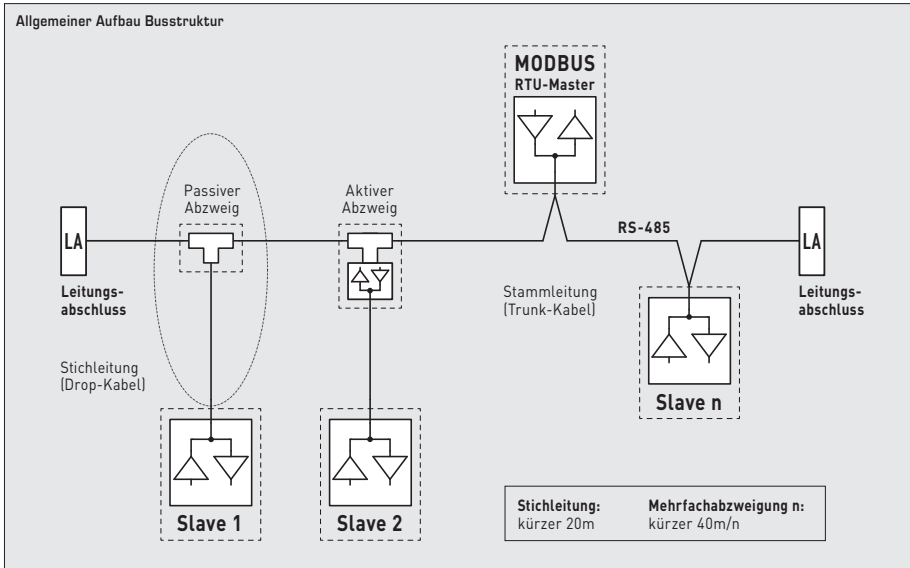 Allgemeiner Aufbau Busstruktur
MODBUS
RTU-Master
Passiver
Abzweig
Aktiver
Abzweig
LA
RS-485
LA
Leitungs-
abschluss
Stammleitung
(Trunk-Kabel)
Leitungs-
abschluss
Stichleitung
(Drop-Kabel)
Slave n
Slave 1
Slave 2
Stichleitung:
kürzer 20m
Mehrfachabzweigung n:
kürzer 40m/n